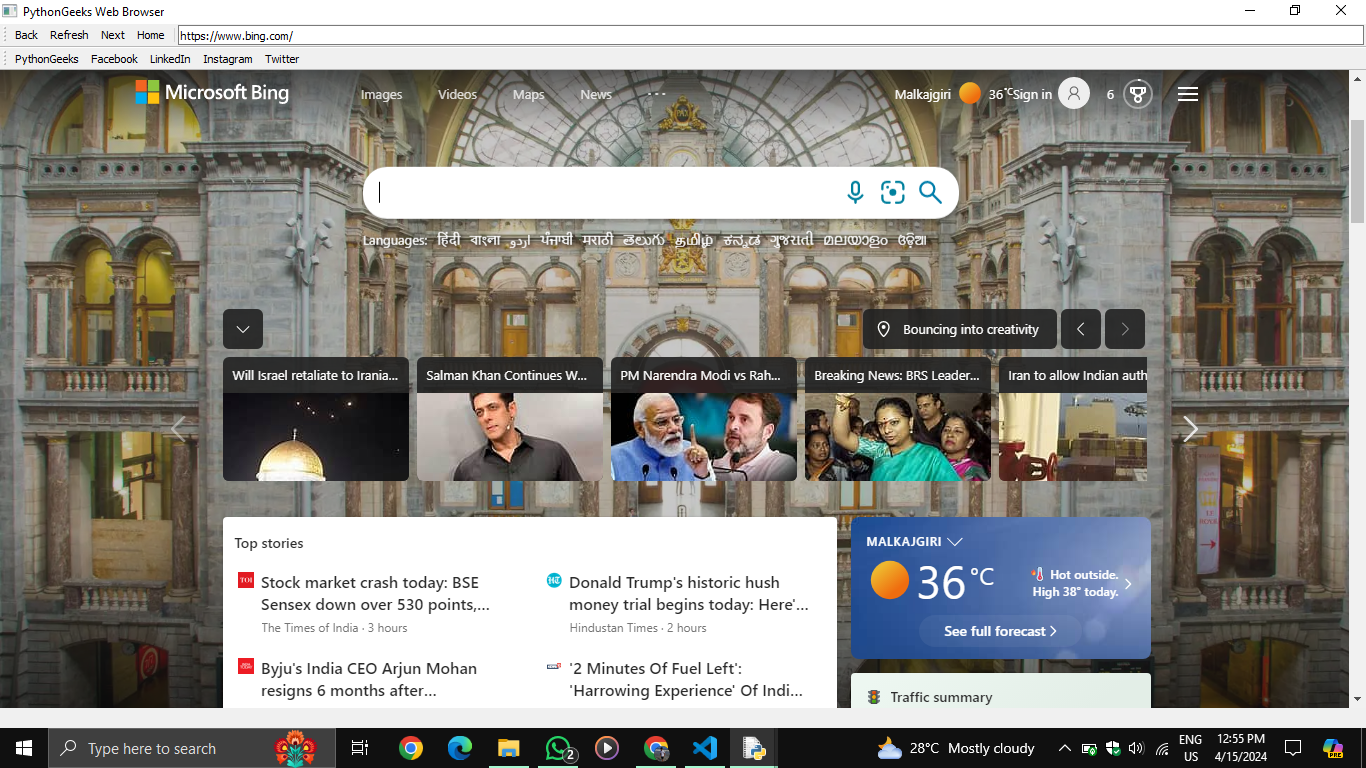 PythonGeeks Web Browser
Back Refresh Next Home https://www.bing.com/
PythonGeeks Facebook LinkedIn Instagram Twitter
Microsoft Bing Images Videos Maps News ... Malkajgiri 36°C Sign in 6
Languages: हिंदी বাংলা اردو ਪੰਜਾਬੀ मराठी తెలుగు தமிழ் ಕನ್ನಡ ગુજરાતી മലയാളം ଓଡ଼ିଆ
Bouncing into creativity
Will Israel retaliate to Irania...
Salman Khan Continues W...
PM Narendra Modi vs Rah...
Breaking News: BRS Leader...
Iran to allow Indian auth
Top stories
TOI
Stock market crash today: BSE
Sensex down over 530 points,...
The Times of India · 3 hours
HT
Donald Trump's historic hush
money trial begins today: Here'...
Hindustan Times · 2 hours
Byju's India CEO Arjun Mohan
resigns 6 months after...
'2 Minutes Of Fuel Left':
'Harrowing Experience' Of Indi...
MALKAJGIRI
36 °C
Hot outside.
High 38° today.
See full forecast
Traffic summary
Type here to search
2
28°C Mostly cloudy
ENG
US
12:55 PM
4/15/2024
PRE